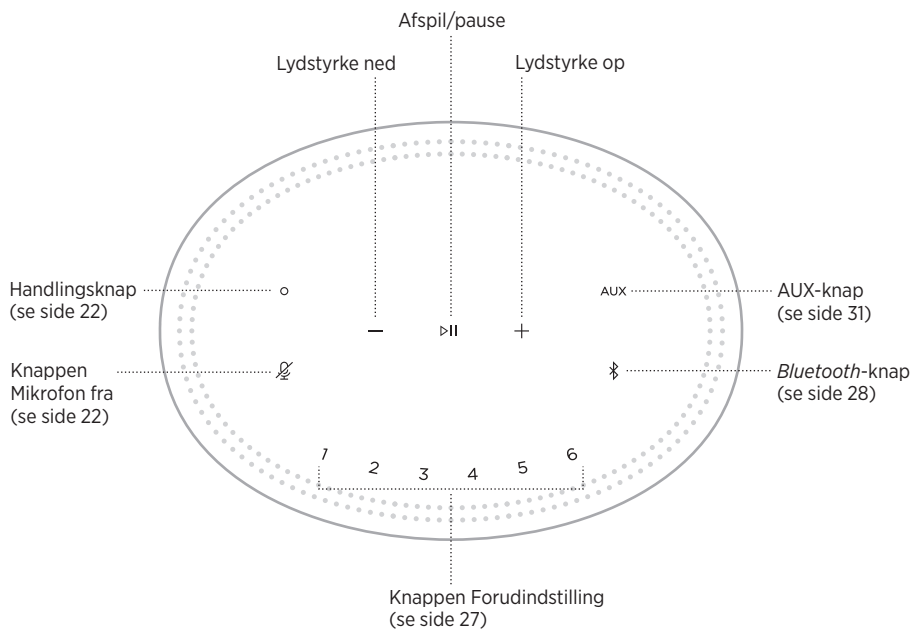 Afspil/pause
Lydstyrke ned
Lydstyrke op
Handlingsknap
(se side 22)
AUX
AUX-knap
(se side 31)
Knappen
Mikrofon fra
(se side 22)
Bluetooth-knap
(se side 28)
1 2 3 4 5 6
Knappen Forudindstilling
(se side 27)